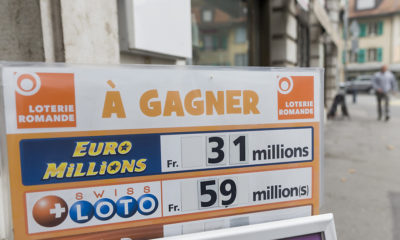 LOTERIE
ROMANDE
À GAGNER
LOTERIE
ROMANDE
EURO
MILLIONS
Fr. 31 millions
SWISS
LOTO
Fr. 59 million(s)